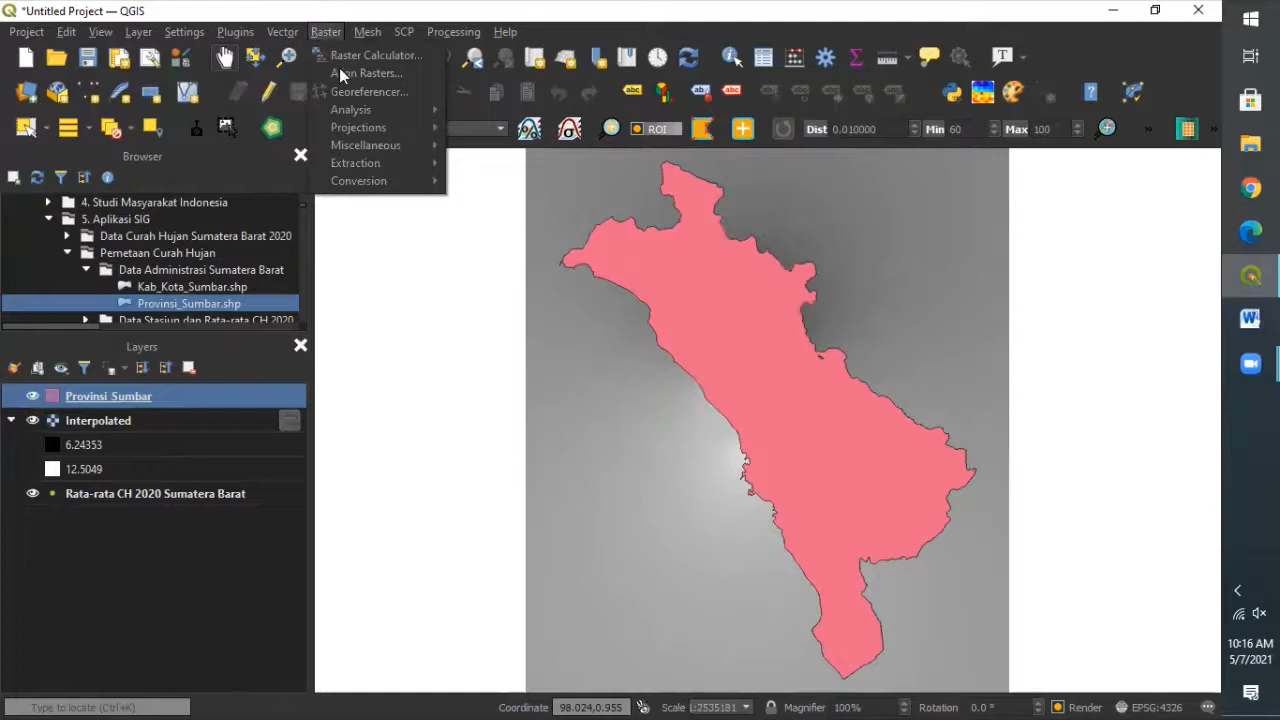 *Untitled Project — QGIS
Project Edit View Layer Settings Plugins Vector Raster Mesh SCP Processing Help
Raster Calculator...
Rasters...
Georeferencer...
Analysis
Projections
Miscellaneous
Extraction
Conversion
abc
abc
abc
ROI
Dist 0.010000
Min 60
Max 100
»
»
Browser
4. Studi Masyarakat Indonesia
5. Aplikasi SIG
Data Curah Hujan Sumatera Barat 2020
Pemetaan Curah Hujan
Data Administrasi Sumatera Barat
Kab_Kota_Sumbar.shp
Provinsi_Sumbar.shp
Data Stasiun dan Rata-rata CH 2020
Layers
Provinsi Sumbar
Interpolated
6.24353
12.5049
Rata-rata CH 2020 Sumatera Barat
Type to locate (Ctrl+K)
Coordinate 98.024,0.955
Scale 1:2535181
Magnifier 100%
Rotation 0.0 °
Render
EPSG:4326
10:16 AM
5/7/2021